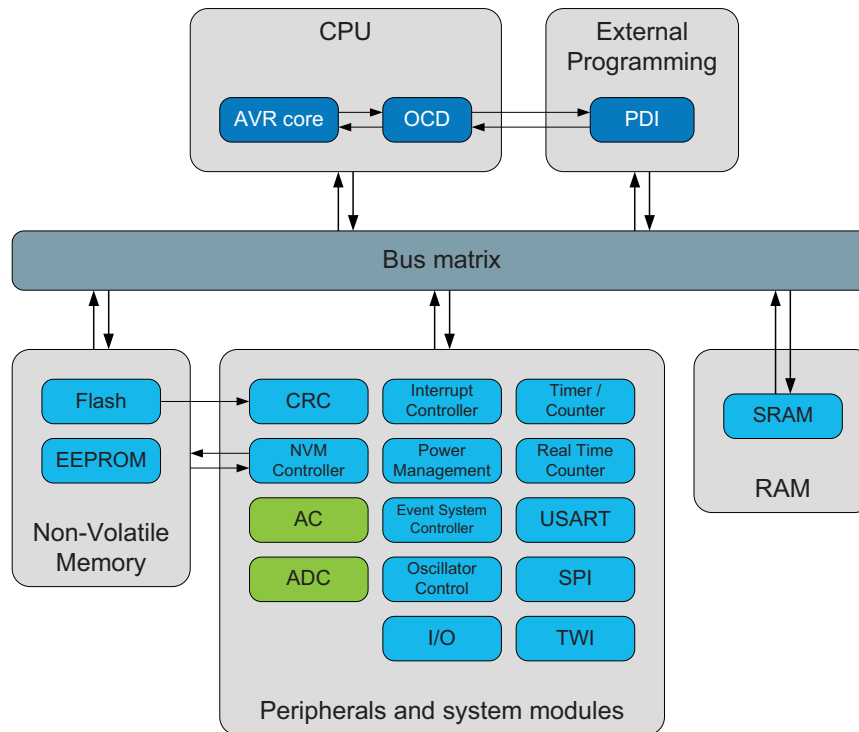 CPU
External
Programming
AVR core
OCD
PDI
Bus matrix
Flash
EEPROM
Non-Volatile
Memory
CRC
Interrupt
Controller
Timer /
Counter
NVM
Controller
Power
Management
Real Time
Counter
AC
Event System
Controller
USART
ADC
Oscillator
Control
SPI
I/O
TWI
Peripherals and system modules
SRAM
RAM